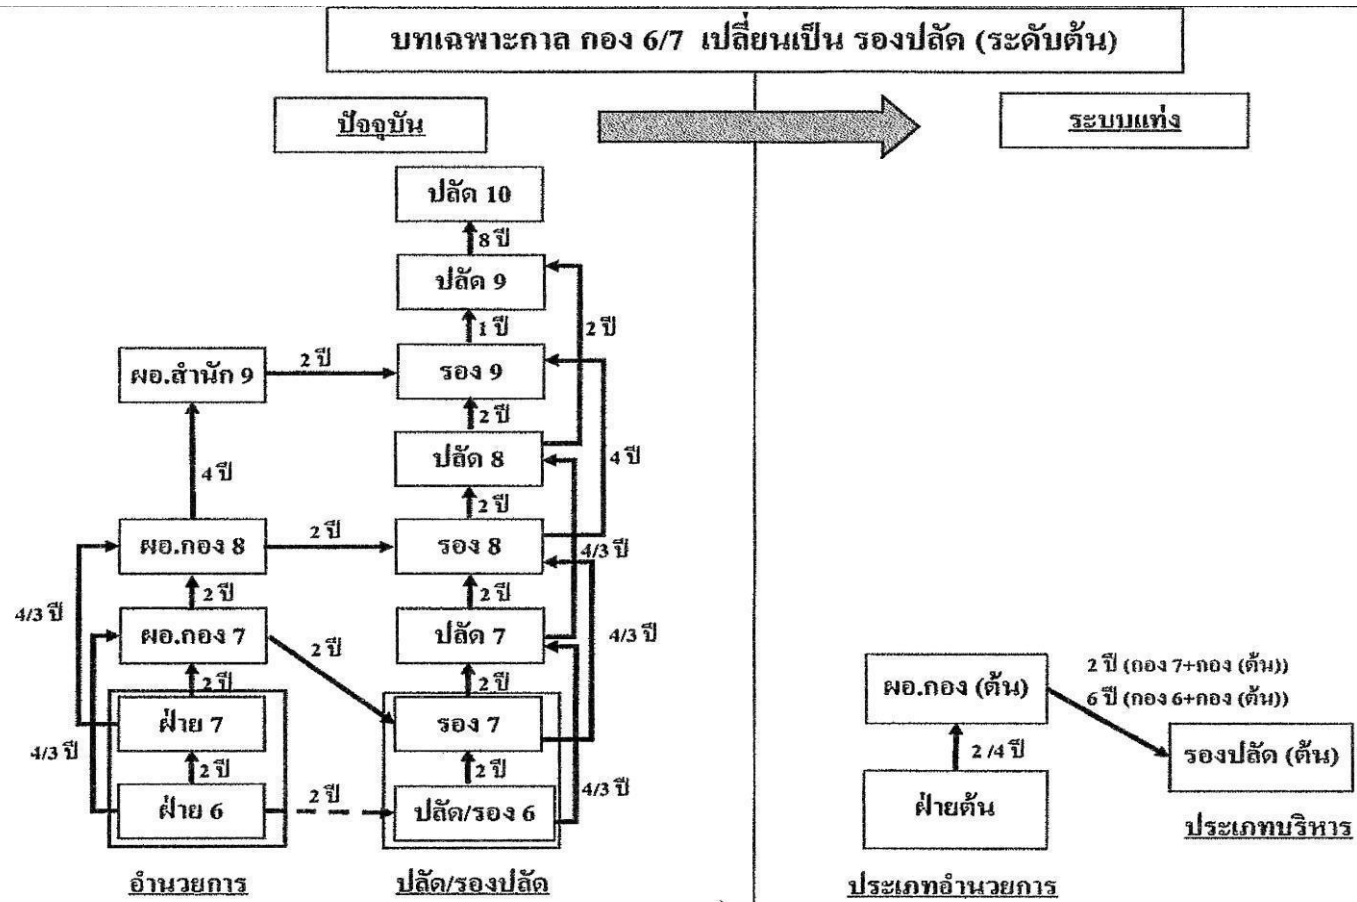 บทเฉพาะกาล กอง 6/7 เปลี่ยนเป็น รองปลัด (ระดับต้น)
ปัจจุบัน
ระบบแท่ง
ปลัด 10
8 ปี
ปลัด 9
1 ปี
2 ปี
ผอ.สำนัก 9
2 ปี
รอง 9
2 ปี
ปลัด 8
4 ปี
4 ปี
2 ปี
ผอ.กอง 8
2 ปี
รอง 8
4/3 ปี
2 ปี
2 ปี
4/3 ปี
ผอ.กอง 7
2 ปี
ปลัด 7
4/3 ปี
2 ปี
2 ปี
ฝ่าย 7
รอง 7
4/3 ปี
2 ปี
2 ปี
4/3 ปี
ฝ่าย 6
2 ปี
ปลัด/รอง 6
อำนวยการ
ปลัด/รองปลัด
ผอ.กอง (ต้น)
2 ปี (กอง 7+กอง (ต้น))
6 ปี (กอง 6+กอง (ต้น))
2 /4 ปี
รองปลัด (ต้น)
ฝ่ายต้น
ประเภทบริหาร
ประเภทอำนวยการ